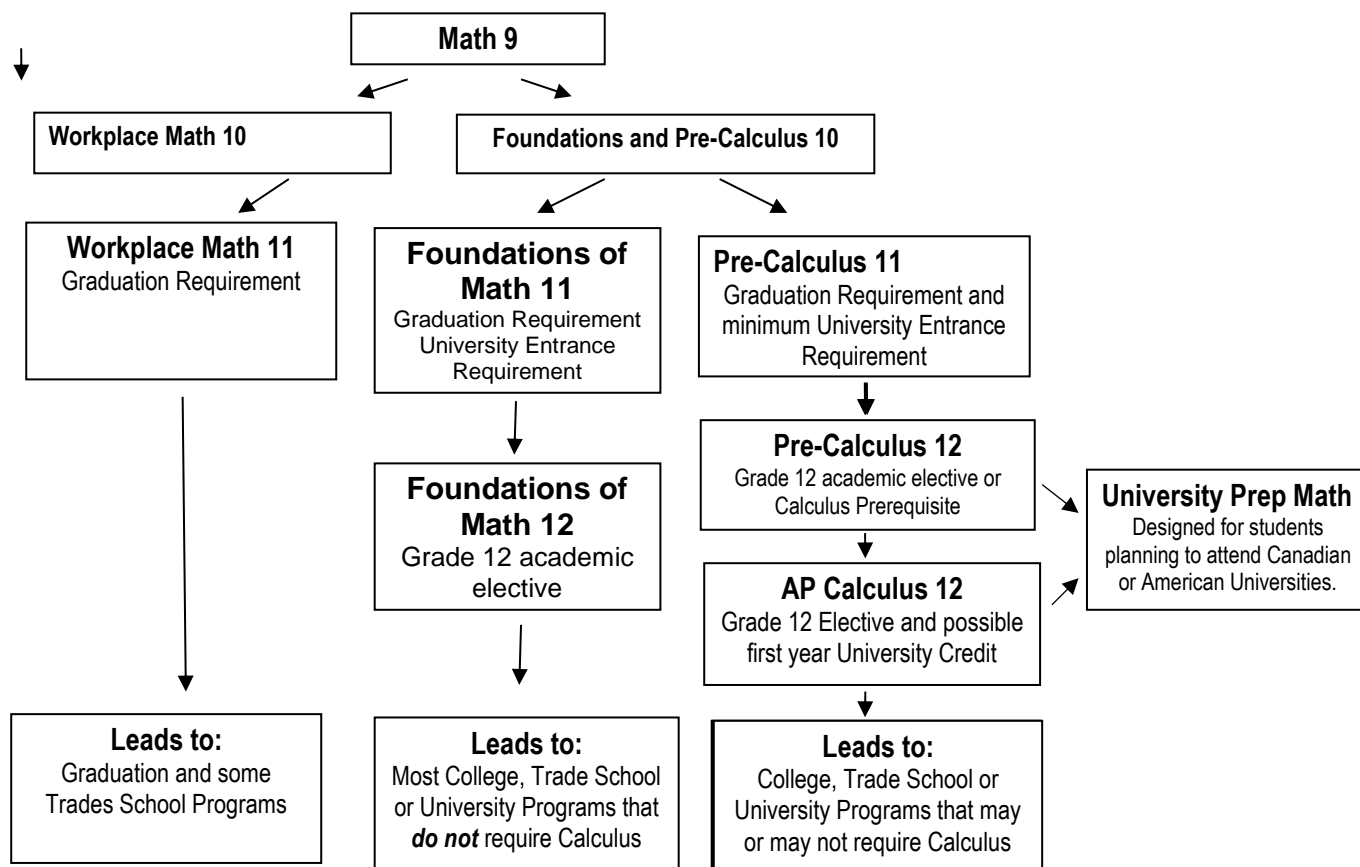 Math 9
Workplace Math 10
Foundations and Pre-Calculus 10
Workplace Math 11
Graduation Requirement
Foundations of
Math 11
Graduation Requirement
University Entrance
Requirement
Pre-Calculus 11
Graduation Requirement and
minimum University Entrance
Requirement
Foundations of
Math 12
Grade 12 academic
elective
Pre-Calculus 12
Grade 12 academic elective or
Calculus Prerequisite
University Prep Math
Designed for students
planning to attend Canadian
or American Universities.
AP Calculus 12
Grade 12 Elective and possible
first year University Credit
Leads to:
Graduation and some
Trades School Programs
Leads to:
Most College, Trade School
or University Programs that
do not require Calculus
Leads to:
College, Trade School or
University Programs that may
or may not require Calculus